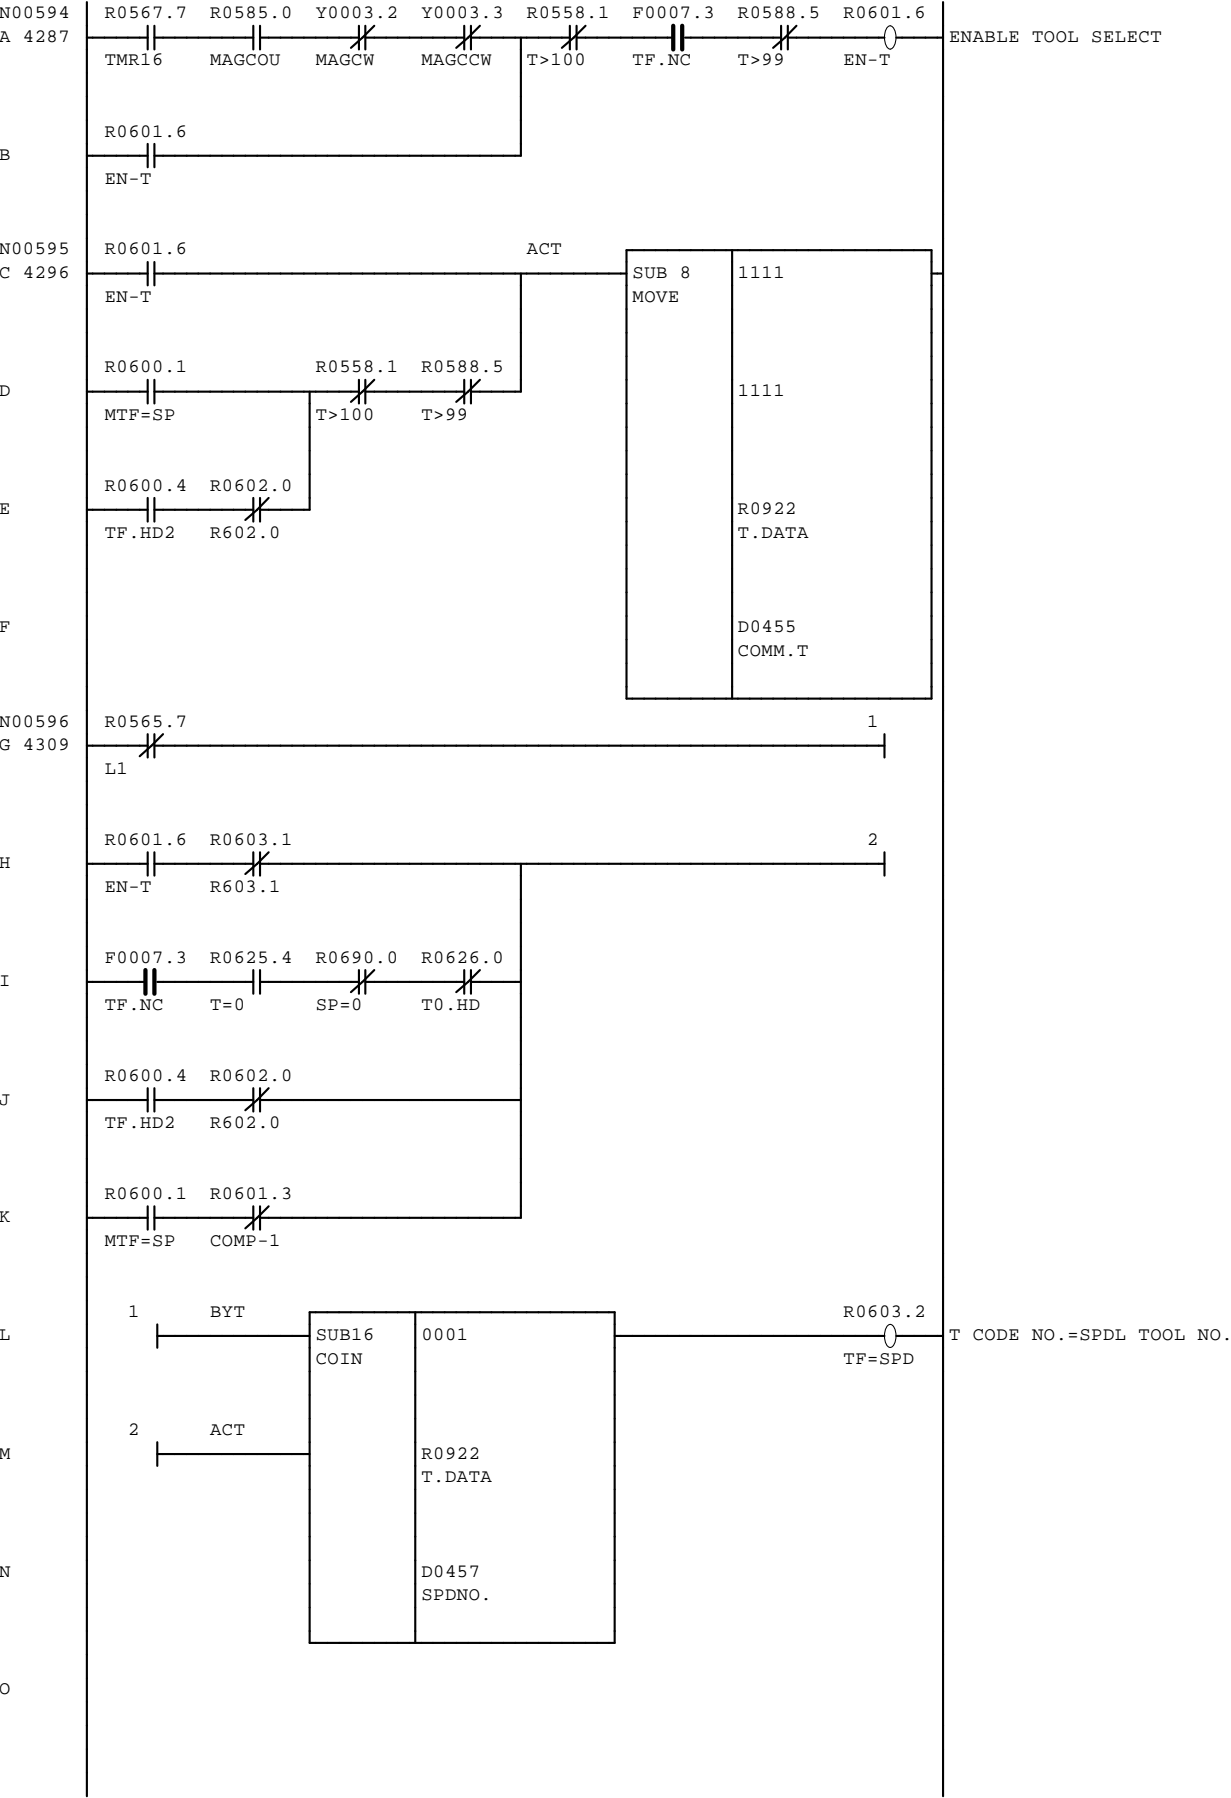 N00594 R0567.7 R0585.0 Y0003.2 Y0003.3 R0558.1 F0007.3 R0588.5 R0601.6
A 4287 ENABLE TOOL SELECT
TMR16 MAGCOU MAGCW MAGCCW T>100 TF.NC T>99 EN-T
R0601.6
B
EN-T
N00595 R0601.6 ACT
C 4296 SUB 8 1111
EN-T MOVE
R0600.1 R0558.1 R0588.5
D 1111
MTF=SP T>100 T>99
R0600.4 R0602.0
E R0922
TF.HD2 R602.0 T.DATA
F D0455
COMM.T
N00596 R0565.7 1
G 4309
L1
R0601.6 R0603.1 2
H
EN-T R603.1
F0007.3 R0625.4 R0690.0 R0626.0
I
TF.NC T=0 SP=0 T0.HD
R0600.4 R0602.0
J
TF.HD2 R602.0
R0600.1 R0601.3
K
MTF=SP COMP-1
1 BYT R0603.2
L SUB16 0001 T CODE NO.=SPDL TOOL NO.
COIN TF=SPD
2 ACT
M R0922
T.DATA
N D0457
SPDNO.
O